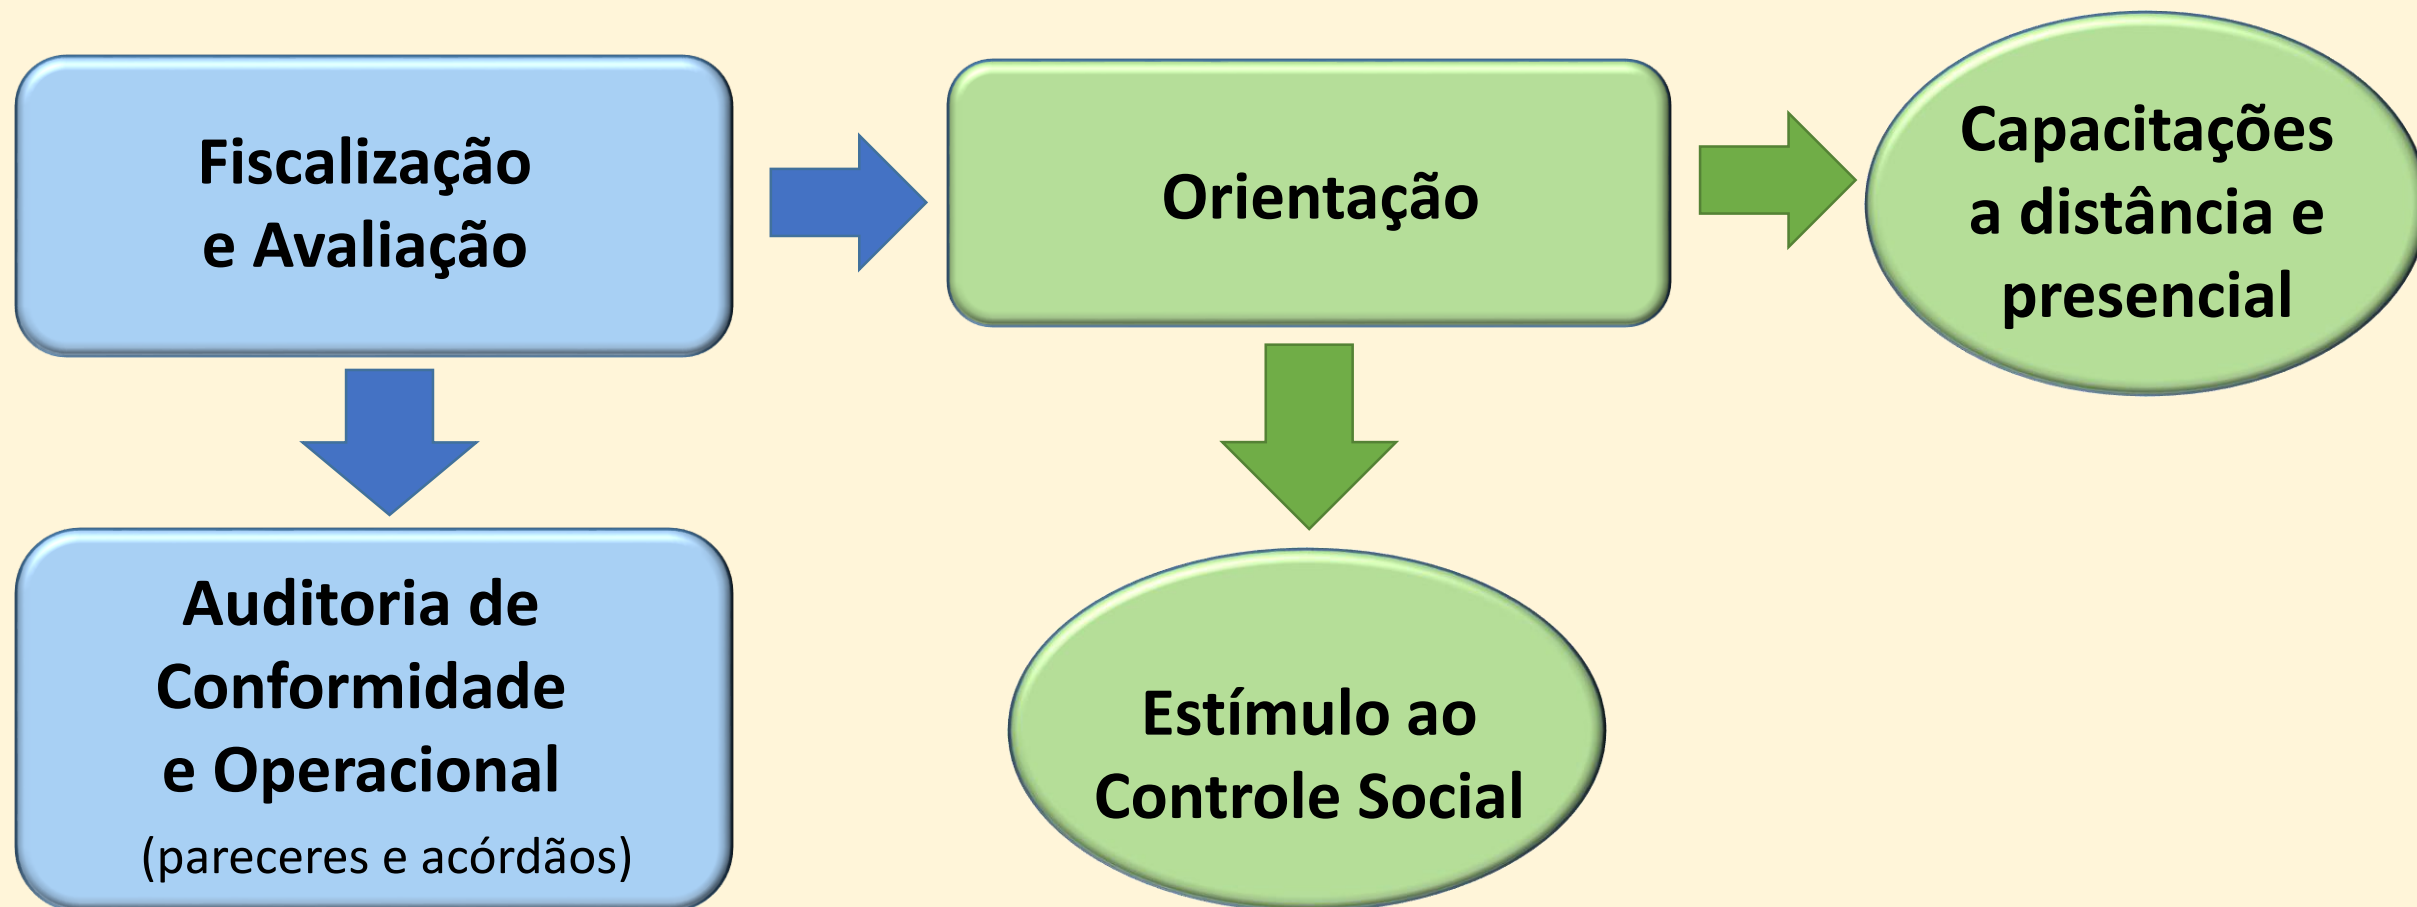 Fiscalização
e Avaliação
Orientação
Capacitações
a distância e
presencial
Auditoria de
Conformidade
e Operacional
(pareceres e acórdãos)
Estímulo ao
Controle Social